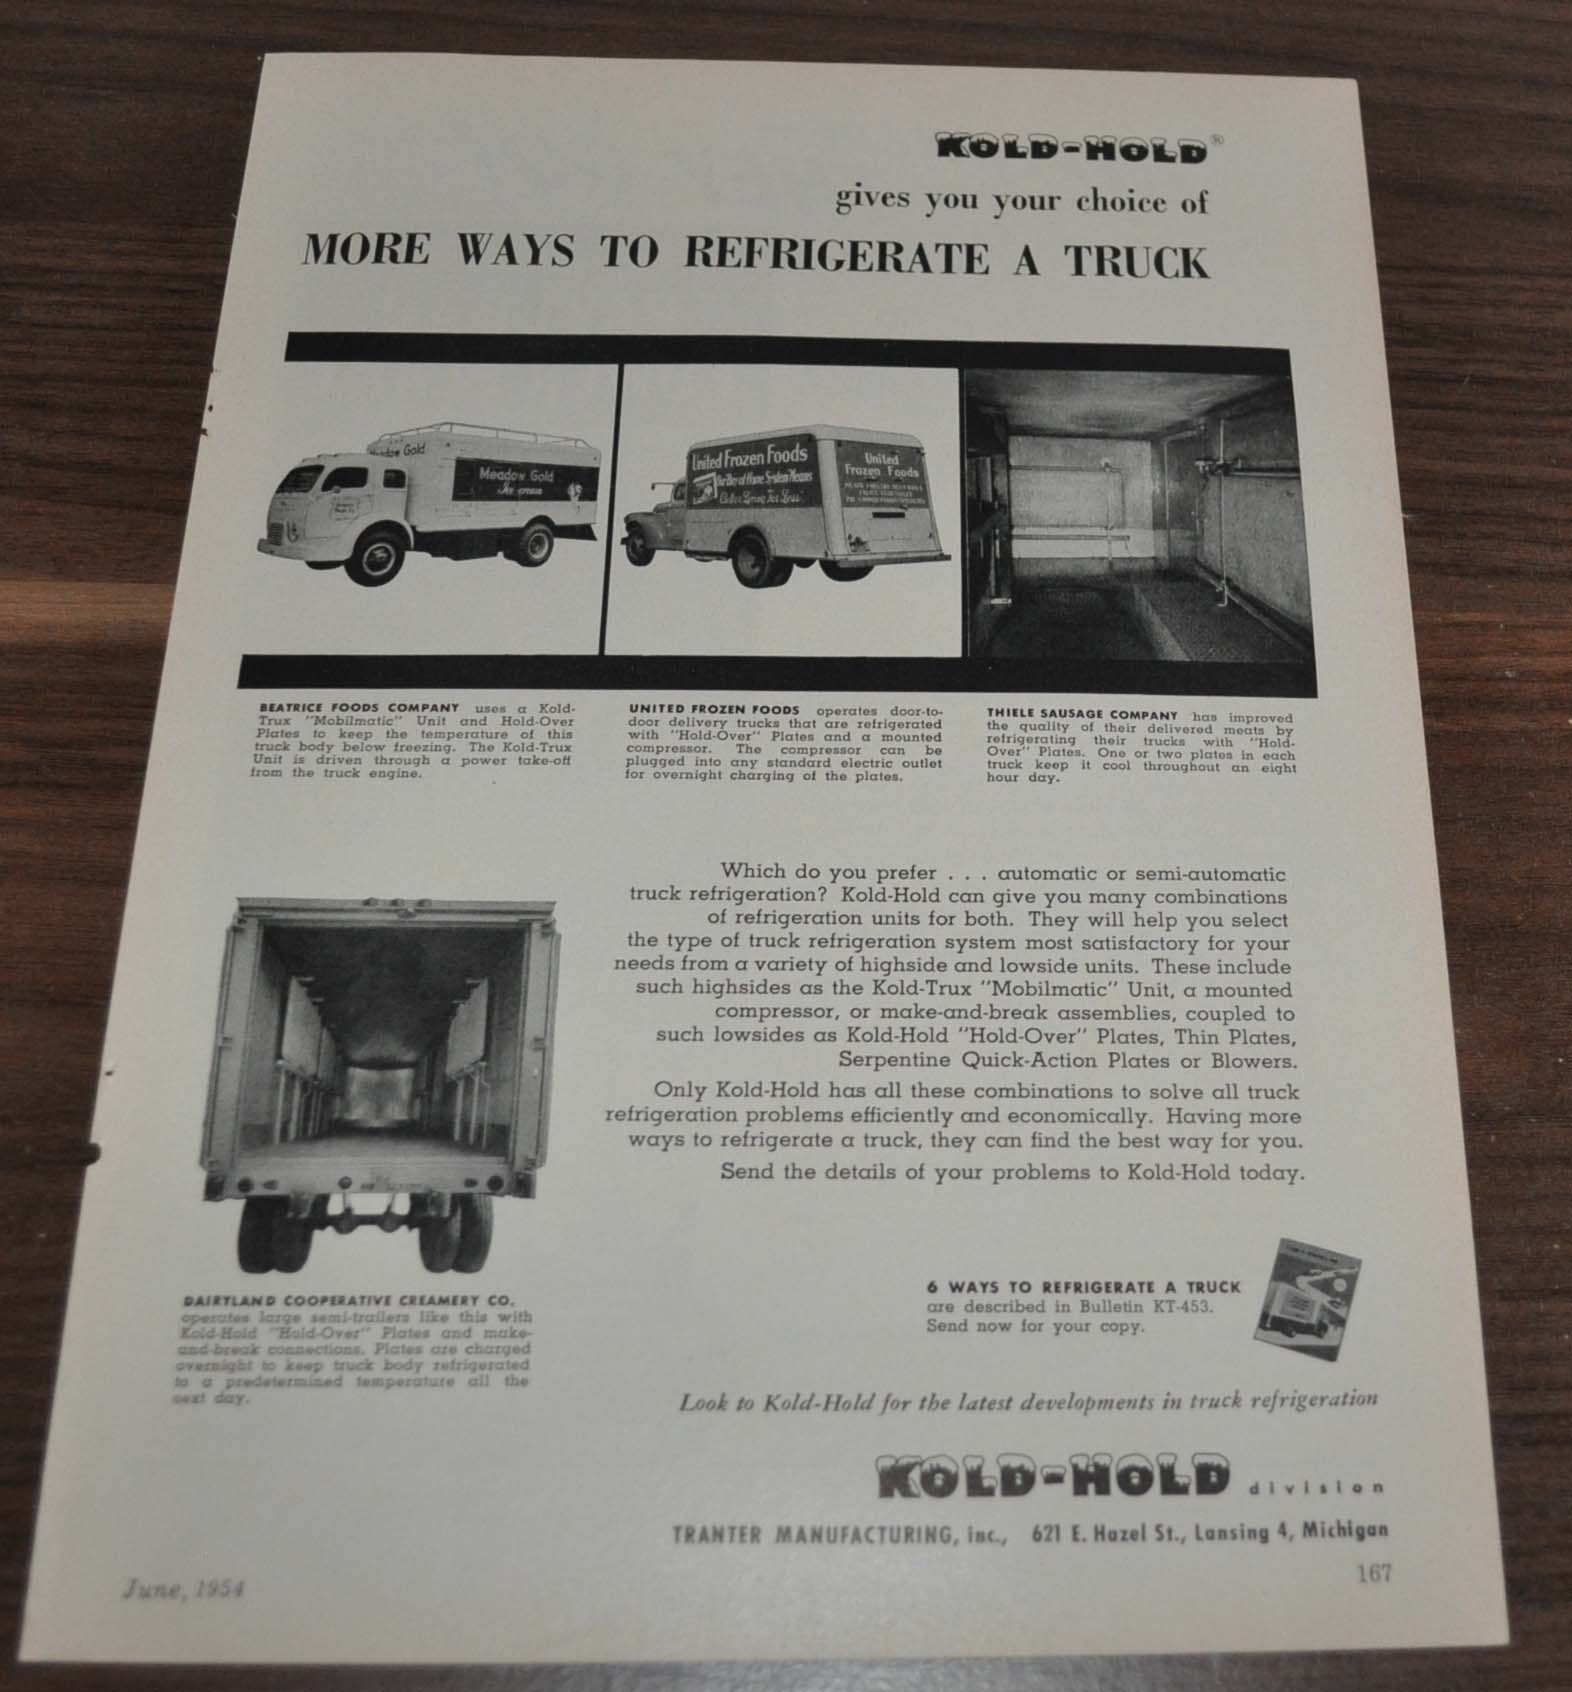 KOLD-HOLD®
gives you your choice of
MORE WAYS TO REFRIGERATE A TRUCK
Meadow Gold
Meadow Gold
Ice cream
United Frozen Foods
Our Buy at Home System Means
United
Frozen Foods
BEATRICE FOODS COMPANY uses a Kold-
Trux "Mobilmatic" Unit and Hold-Over
Plates to keep the temperature of this
truck body below freezing. The Kold-Trux
Unit is driven through a power take-off
from the truck engine.
UNITED FROZEN FOODS operates door-to-
door delivery trucks that are refrigerated
with "Hold-Over" Plates and a mounted
compressor. The compressor can be
plugged into any standard electric outlet
for overnight charging of the plates.
THIELE SAUSAGE COMPANY has improved
the quality of their delivered meats by
refrigerating their trucks with "Hold-
Over" Plates. One or two plates in each
truck keep it cool throughout an eight
hour day.
Which do you prefer . . . automatic or semi-automatic
truck refrigeration? Kold-Hold can give you many combinations
of refrigeration units for both. They will help you select
the type of truck refrigeration system most satisfactory for your
needs from a variety of highside and lowside units. These include
such highsides as the Kold-Trux "Mobilmatic" Unit, a mounted
compressor, or make-and-break assemblies, coupled to
such lowsides as Kold-Hold "Hold-Over" Plates, Thin Plates,
Serpentine Quick-Action Plates or Blowers.
Only Kold-Hold has all these combinations to solve all truck
refrigeration problems efficiently and economically. Having more
ways to refrigerate a truck, they can find the best way for you.
Send the details of your problems to Kold-Hold today.
DAIRYLAND COOPERATIVE CREAMERY CO.
operates large semi-trailers like this with
Kold-Hold "Hold-Over" Plates and make-
and-break connections. Plates are charged
overnight to keep truck body refrigerated
to a predetermined temperature all the
next day.
6 WAYS TO REFRIGERATE A TRUCK
are described in Bulletin KT-453.
Send now for your copy.
Look to Kold-Hold for the latest developments in truck refrigeration
KOLD-HOLD division
TRANTER MANUFACTURING, inc., 621 E. Hazel St., Lansing 4, Michigan
June, 1954
167